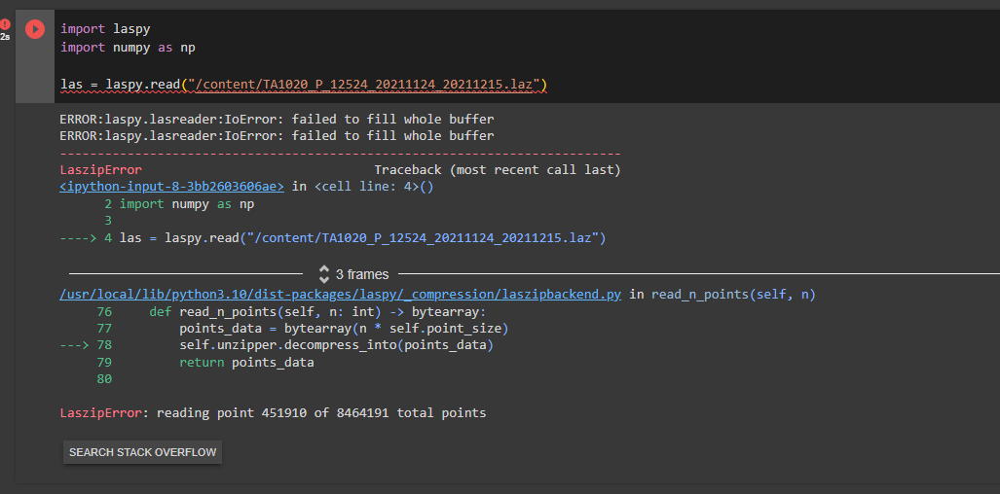 2s
import laspy
import numpy as np
las = laspy.read("/content/TA1020_P_12524_20211124_20211215.laz")
ERROR:laspy.lasreader:IoError: failed to fill whole buffer
ERROR:laspy.lasreader:IoError: failed to fill whole buffer
---------------------------------------------------------------------------
LaszipError Traceback (most recent call last)
<ipython-input-8-3bb2603606ae> in <cell line: 4>()
2 import numpy as np
3
----> 4 las = laspy.read("/content/TA1020_P_12524_20211124_20211215.laz")
3 frames
/usr/local/lib/python3.10/dist-packages/laspy/_compression/laszipbackend.py in read_n_points(self, n)
76 def read_n_points(self, n: int) -> bytearray:
77 points_data = bytearray(n * self.point_size)
---> 78 self.unzipper.decompress_into(points_data)
79 return points_data
80
LaszipError: reading point 451910 of 8464191 total points
SEARCH STACK OVERFLOW